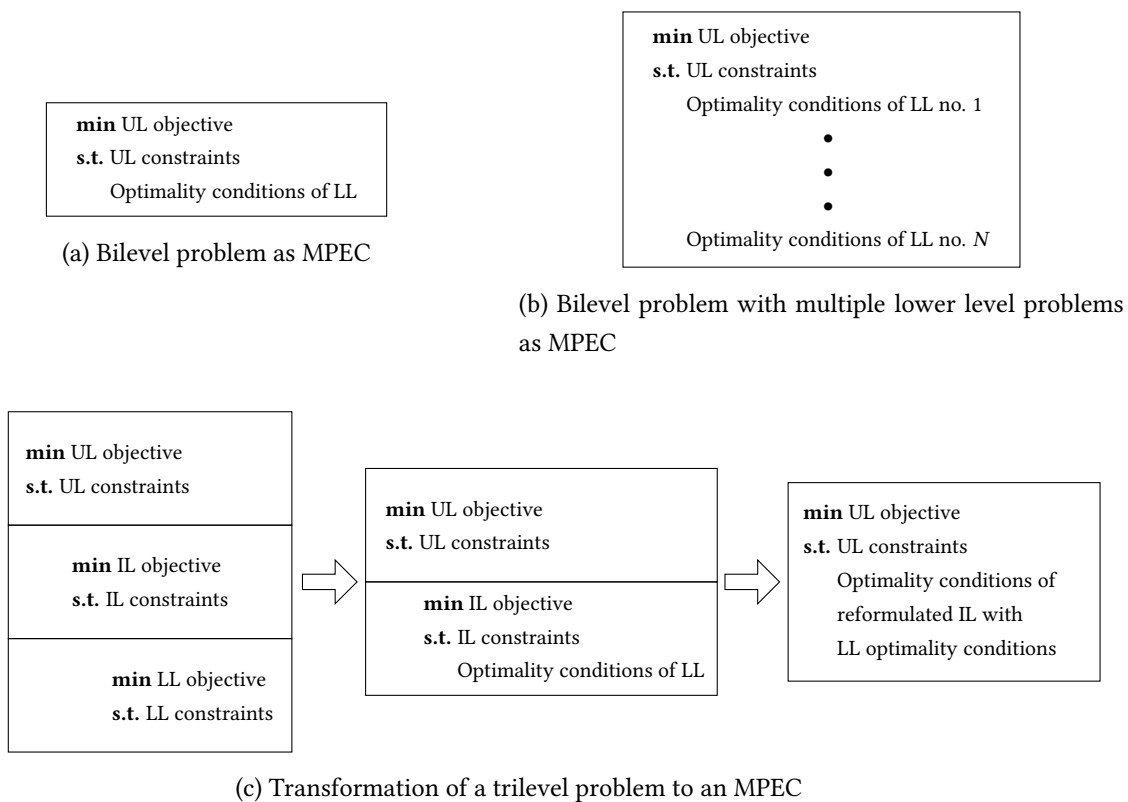 min UL objective
s.t. UL constraints
Optimality conditions of LL
(a) Bilevel problem as MPEC
min UL objective
s.t. UL constraints
Optimality conditions of LL no. 1
•
•
•
Optimality conditions of LL no. N
(b) Bilevel problem with multiple lower level problems
as MPEC
min UL objective
s.t. UL constraints
min IL objective
s.t. IL constraints
min LL objective
s.t. LL constraints
min UL objective
s.t. UL constraints
min IL objective
s.t. IL constraints
Optimality conditions of LL
min UL objective
s.t. UL constraints
Optimality conditions of
reformulated IL with
LL optimality conditions
(c) Transformation of a trilevel problem to an MPEC